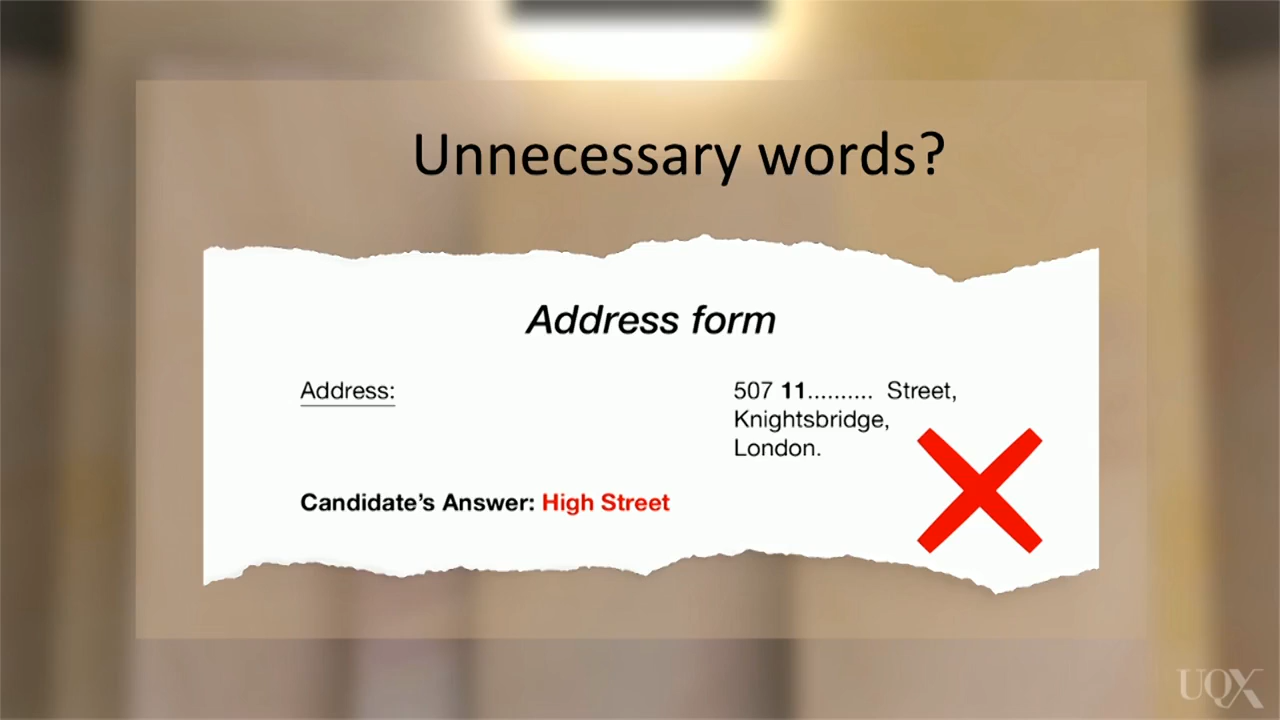 Unnecessary words?
Address form
Address:
507 11.......... Street,
Knightsbridge,
London.
Candidate's Answer: High Street
UQX